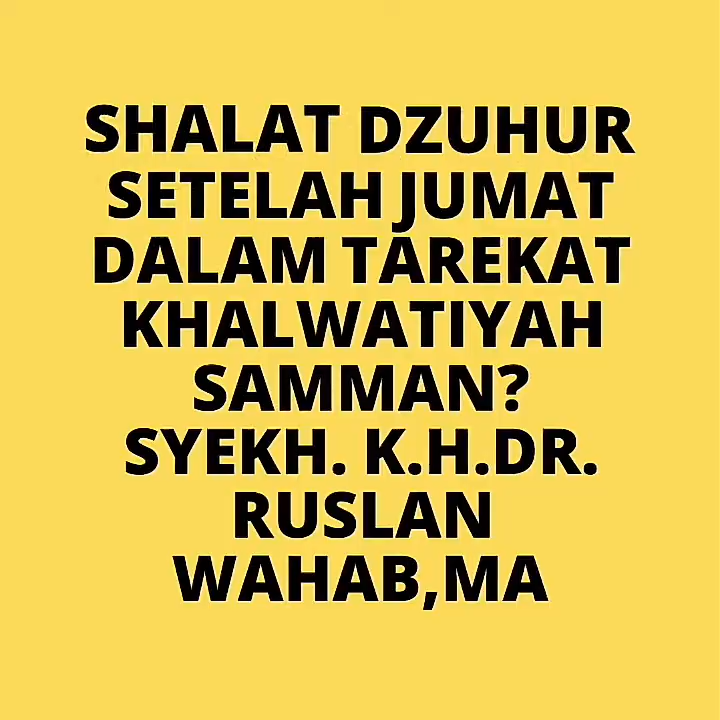 SHALAT DZUHUR
SETELAH JUMAT
DALAM TAREKAT
KHALWATIYAH
SAMMAN?
SYEKH. K.H.DR.
RUSLAN
WAHAB,MA